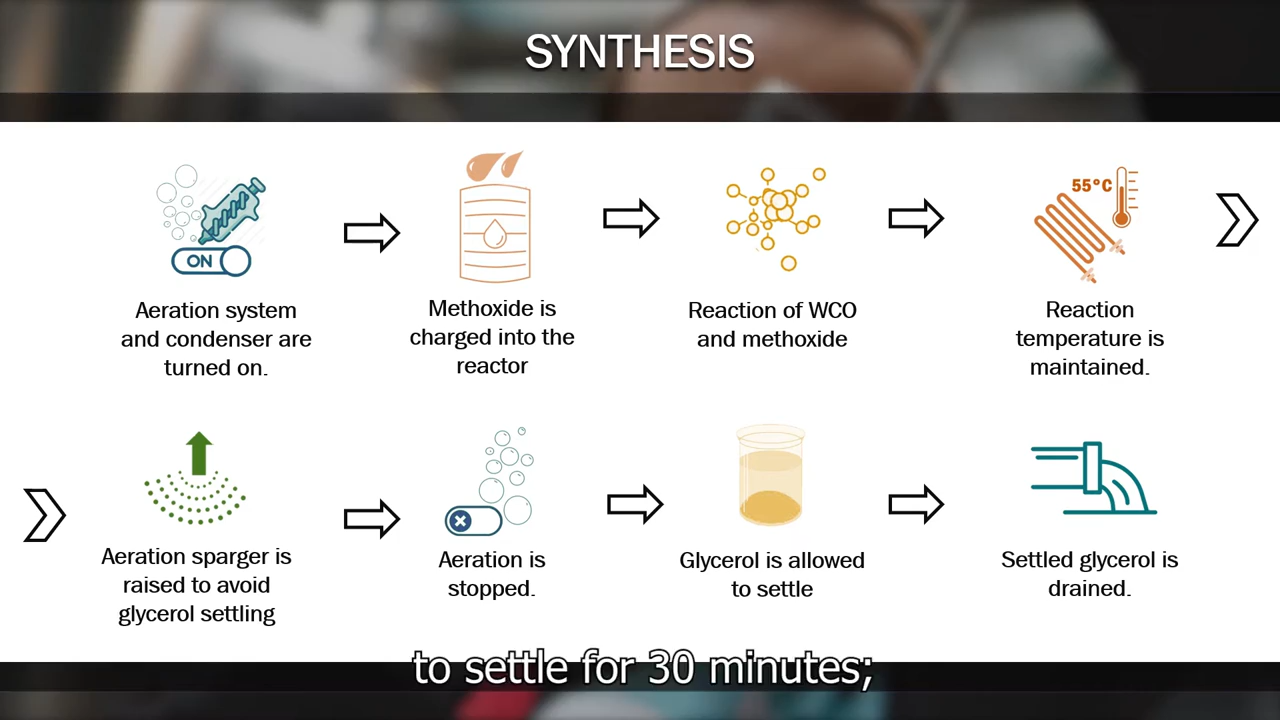 SYNTHESIS
55°C
ON
Aeration system
and condenser are
turned on.
Methoxide is
charged into the
reactor
Reaction of WCO
and methoxide
Reaction
temperature is
maintained.
Aeration sparger is
raised to avoid
glycerol settling
Aeration is
stopped.
Glycerol is allowed
to settle
Settled glycerol is
drained.
to settle for 30 minutes;